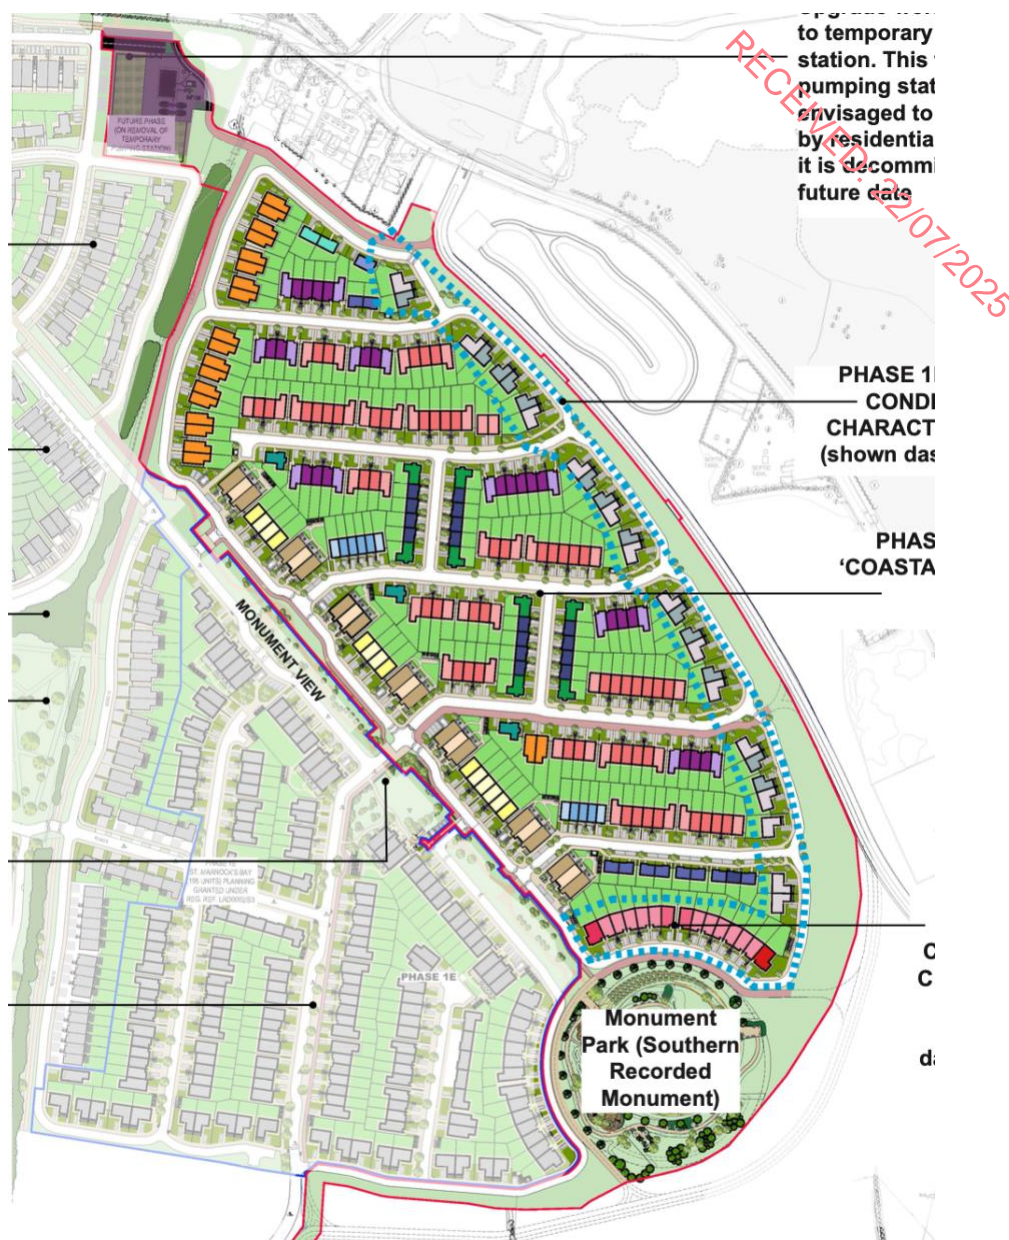 to temporary
station. This
pumping stat
envisaged to
by residentia
it is decommi
future date
RECEIVED: 22/07/2025
FUTURE PHASE
(ON REMOVAL OF
TEMPORARY
PUMPING STATION)
PHASE 1
CONDI
CHARACT
(shown das
PHAS
'COASTA
MONUMENT VIEW
ST. MARNOCK'S BAY
PLANNING
GRANTED UNDER
PHASE 1E
C
C
da
Monument
Park (Southern
Recorded
Monument)